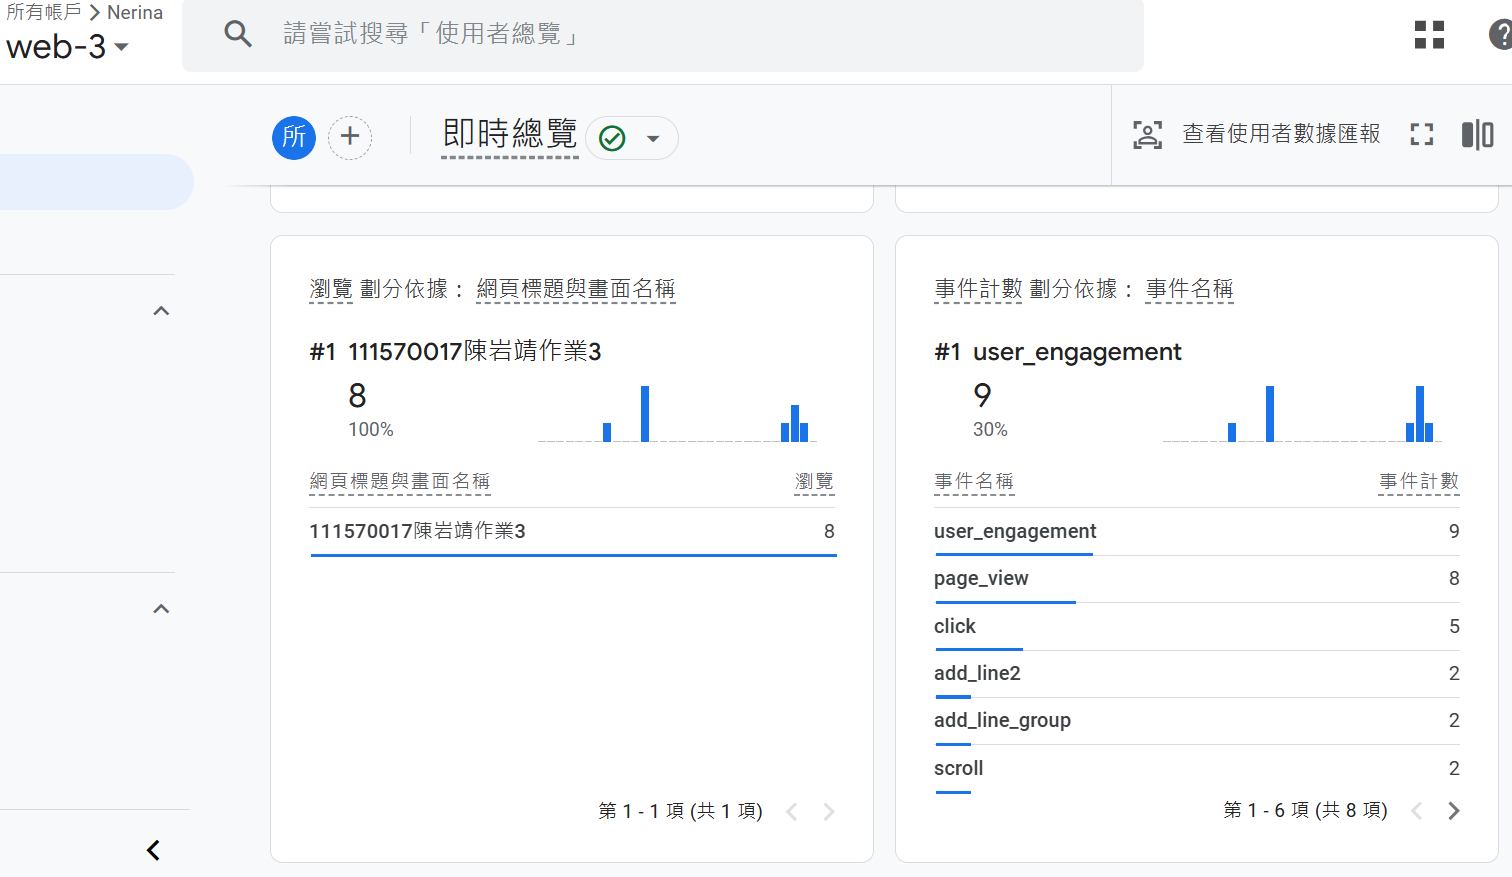 所有帳戶 > Nerina
web-3
請嘗試搜尋「使用者總覽」
所
即時總覽
查看使用者數據匯報
瀏覽 劃分依據： 網頁標題與畫面名稱
#1 111570017陳岩靖作業3
8
100%
網頁標題與畫面名稱 瀏覽
111570017陳岩靖作業3 8
第 1 - 1 項 (共 1 項)
事件計數 劃分依據： 事件名稱
#1 user_engagement
9
30%
事件名稱 事件計數
user_engagement 9
page_view 8
click 5
add_line2 2
add_line_group 2
scroll 2
第 1 - 6 項 (共 8 項)